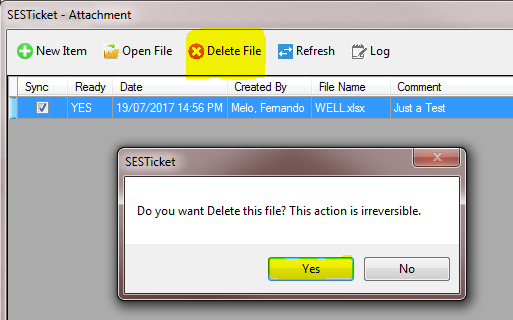 SESTicket - Attachment
New Item Open File Delete File Refresh Log
Sync Ready Date Created By File Name Comment
YES 19/07/2017 14:56 PM Melo, Fernando WELL.xlsx Just a Test
SESTicket
Do you want Delete this file? This action is irreversible.
Yes No